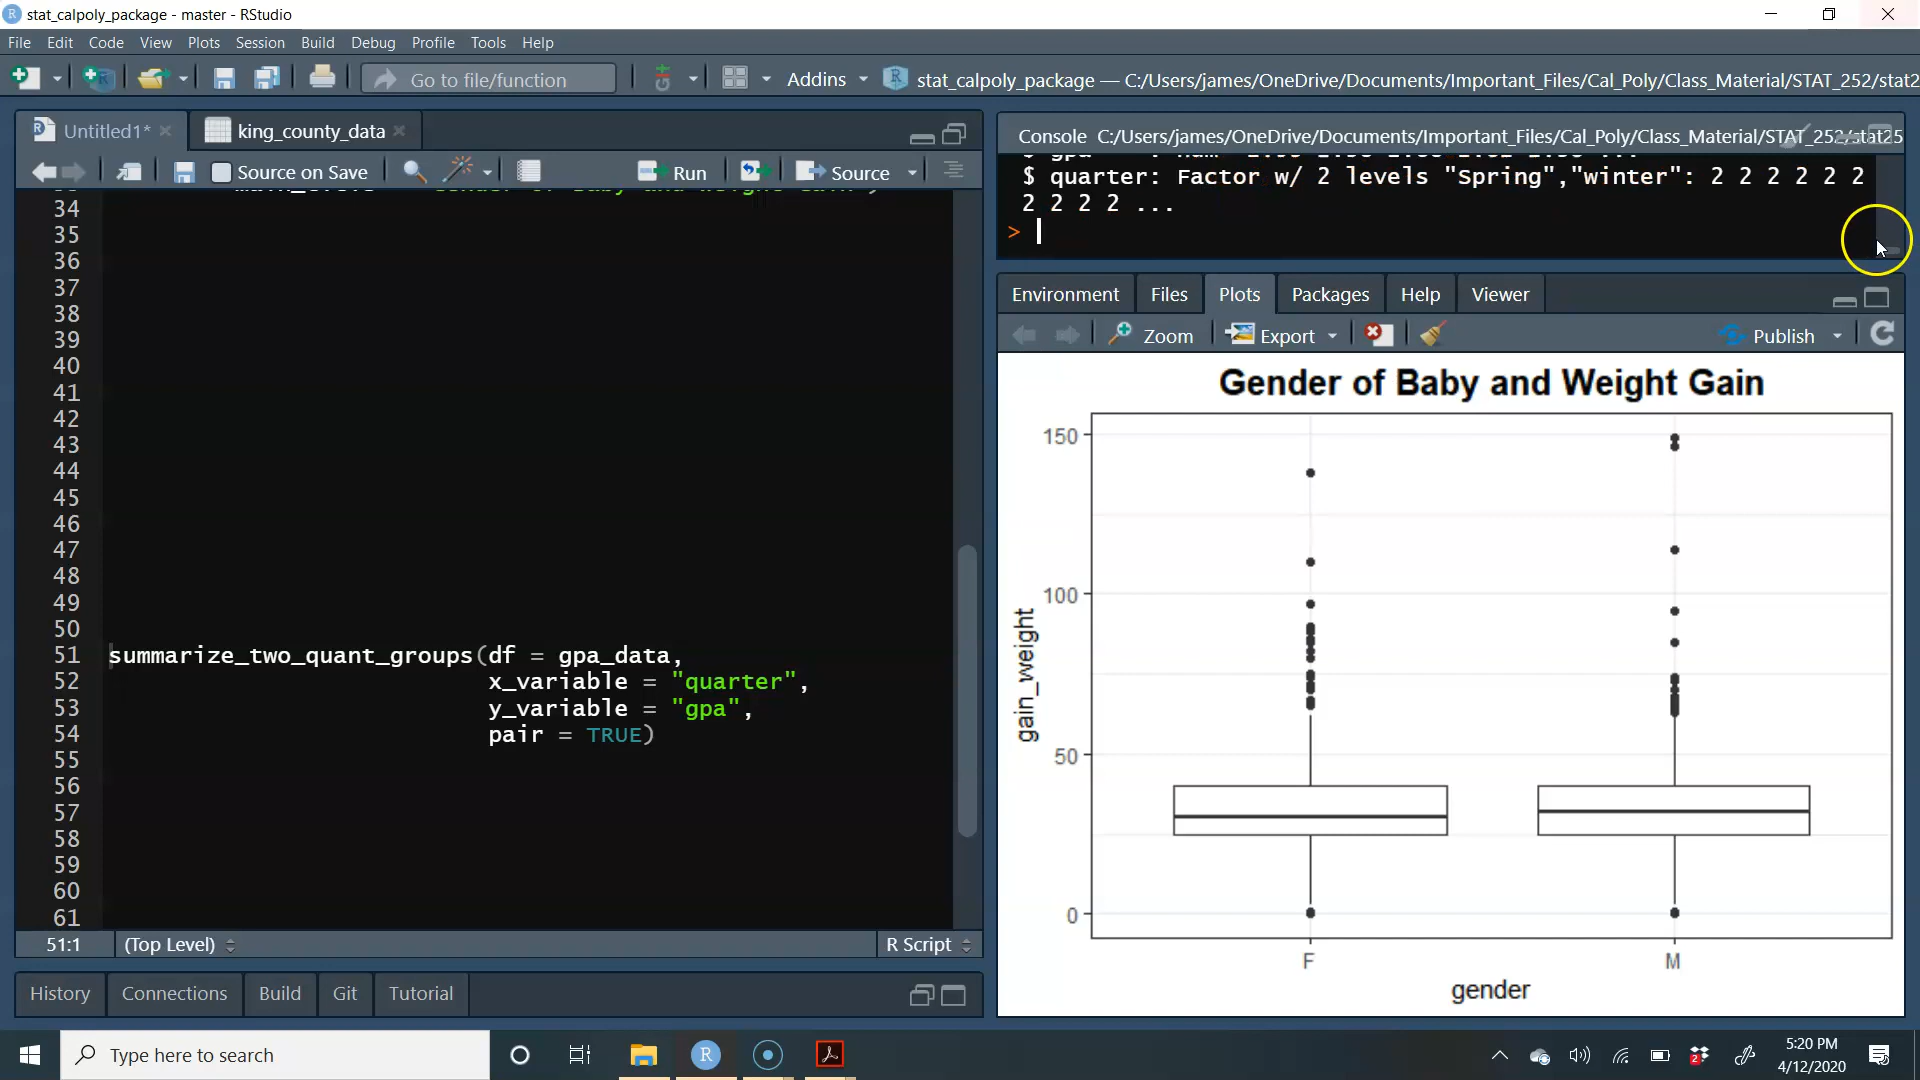 stat_calpoly_package - master - RStudio
File Edit Code View Plots Session Build Debug Profile Tools Help
Go to file/function
Addins
stat_calpoly_package — C:/Users/james/OneDrive/Documents/Important_Files/Cal_Poly/Class_Material/STAT_252/stat2
Untitled1*
king_county_data
Source on Save
Run
Source
34
35
36
37
38
39
40
41
42
43
44
45
46
47
48
49
50
51 summarize_two_quant_groups(df = gpa_data,
52 x_variable = "quarter",
53 y_variable = "gpa",
54 pair = TRUE)
55
56
57
58
59
60
61
51:1 (Top Level) R Script
History Connections Build Git Tutorial
Console C:/Users/james/OneDrive/Documents/Important_Files/Cal_Poly/Class_Material/STAT_252/stat25
$ quarter: Factor w/ 2 levels "Spring","winter": 2 2 2 2 2 2
2 2 2 2 ...
>
Environment Files Plots Packages Help Viewer
Zoom Export Publish
Gender of Baby and Weight Gain
150
100
50
0
gain_weight
F M
gender
Type here to search
5:20 PM
4/12/2020